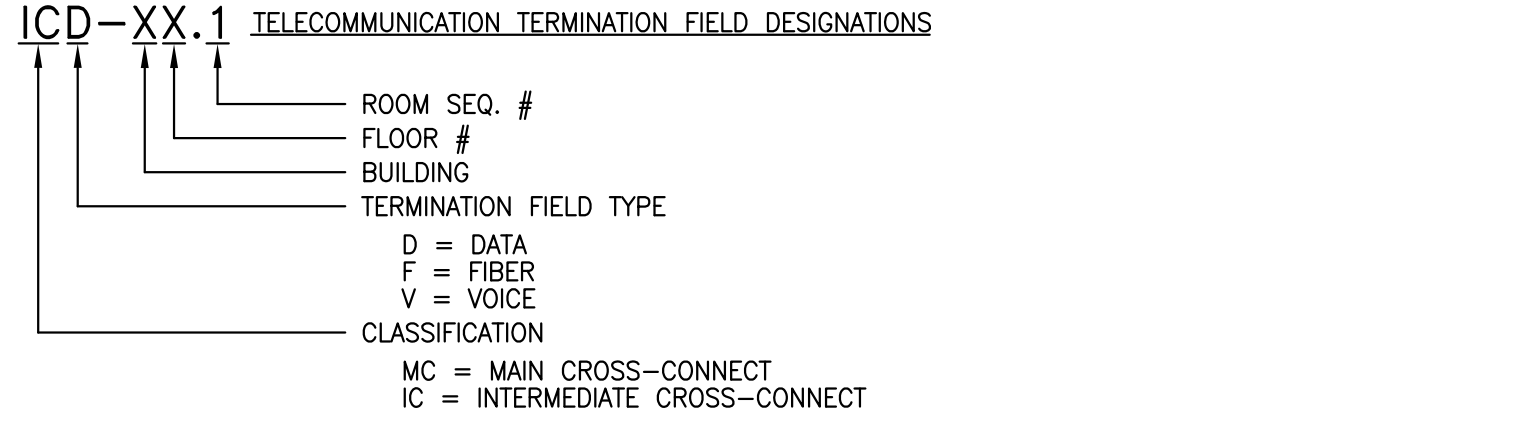 ICD-XX.1 TELECOMMUNICATION TERMINATION FIELD DESIGNATIONS
ROOM SEQ. #
FLOOR #
BUILDING
TERMINATION FIELD TYPE
D = DATA
F = FIBER
V = VOICE
CLASSIFICATION
MC = MAIN CROSS-CONNECT
IC = INTERMEDIATE CROSS-CONNECT